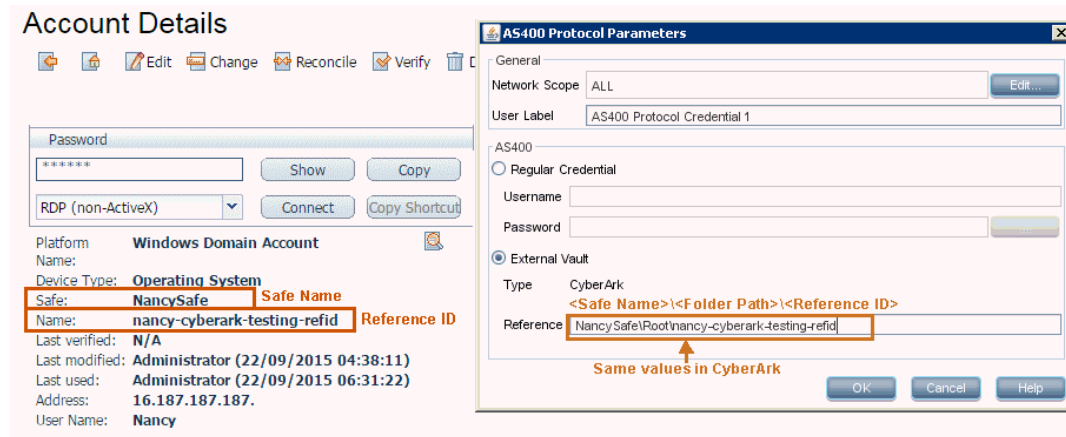 Account Details
Edit Change Reconcile Verify
Password
******
Show Copy
RDP (non-ActiveX) Connect Copy Shortcut
Platform Name: Windows Domain Account
Device Type: Operating System
Safe: NancySafe Safe Name
Name: nancy-cyberark-testing-refid Reference ID
Last verified: N/A
Last modified: Administrator (22/09/2015 04:38:11)
Last used: Administrator (22/09/2015 06:31:22)
Address: 16.187.187.187.
User Name: Nancy
AS400 Protocol Parameters
General
Network Scope ALL Edit...
User Label AS400 Protocol Credential 1
AS400
Regular Credential
Username
Password ...
External Vault
Type CyberArk
<Safe Name>\<Folder Path>\<Reference ID>
Reference NancySafe\Root\nancy-cyberark-testing-refid
Same values in CyberArk
OK Cancel Help